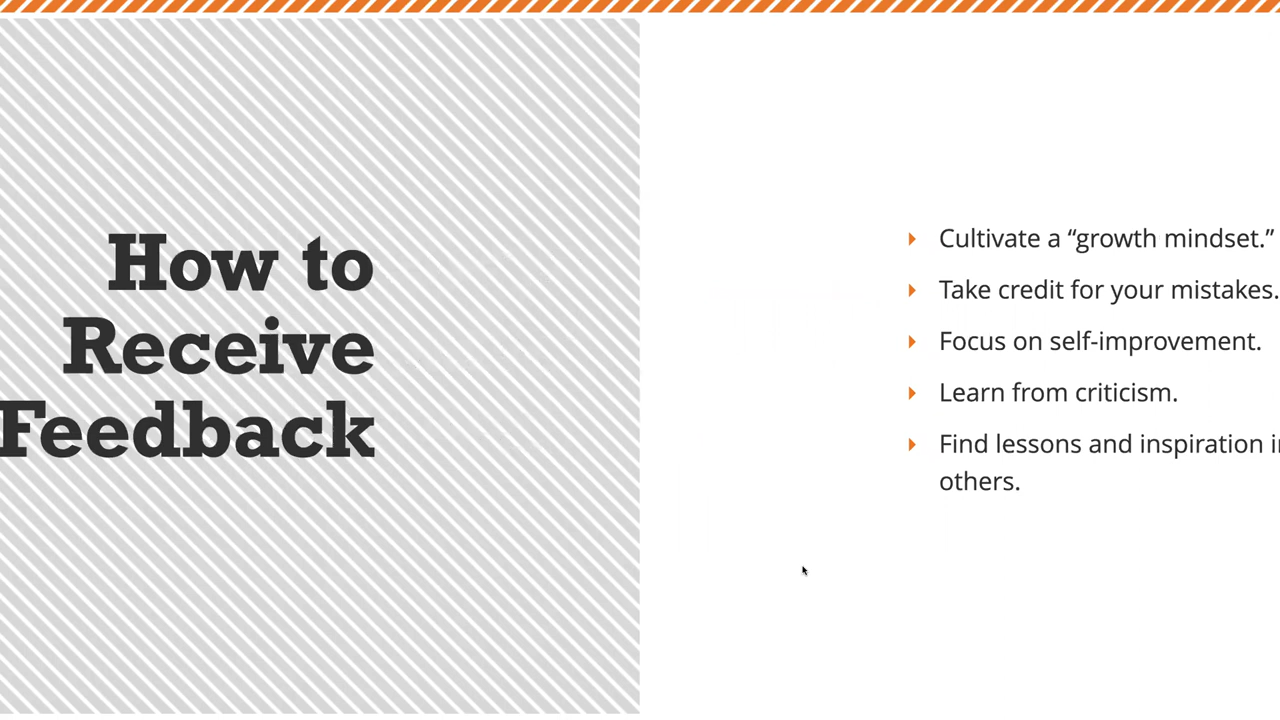 How to
Receive
Feedback
Cultivate a “growth mindset.”
Take credit for your mistakes.
Focus on self-improvement.
Learn from criticism.
Find lessons and inspiration
others.